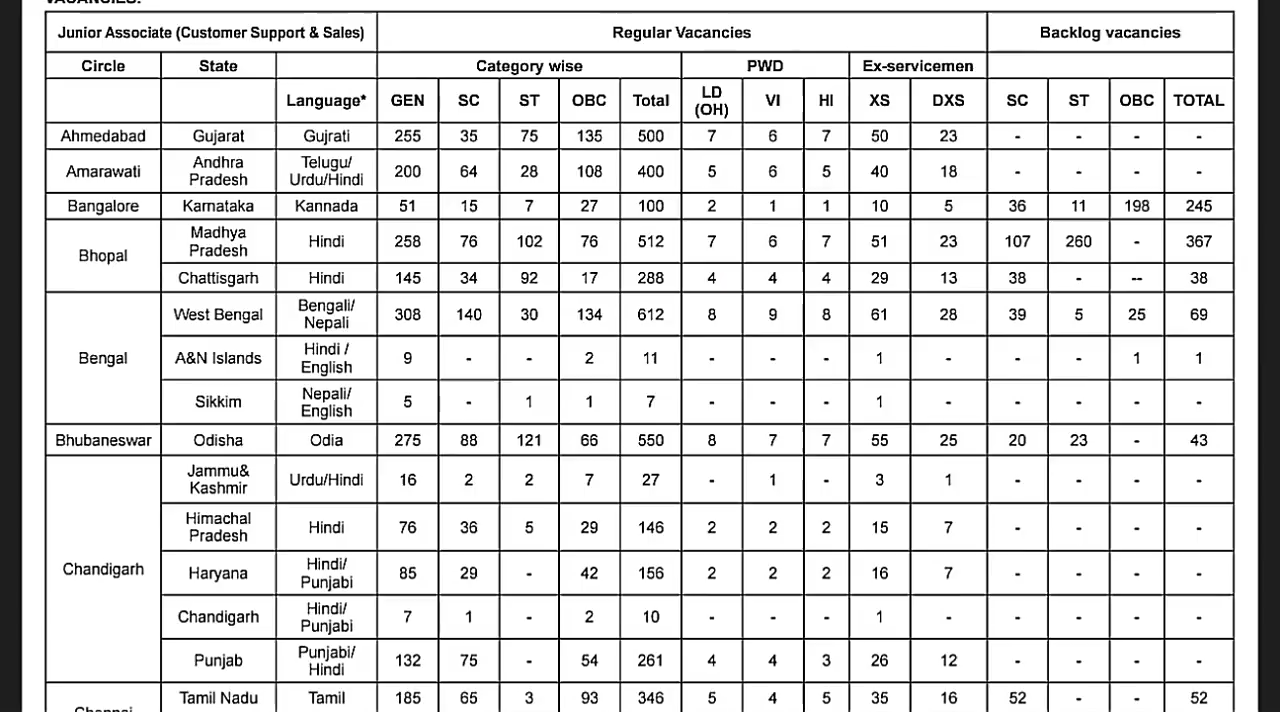 VACANCIES:
Junior Associate (Customer Support & Sales) Regular Vacancies Backlog vacancies
Circle State Category wise PWD Ex-servicemen
Language* GEN SC ST OBC Total LD (OH) VI HI XS DXS SC ST OBC TOTAL
Ahmedabad Gujarat Gujrati 255 35 75 135 500 7 6 7 50 23 - - - -
Amarawati Andhra Pradesh Telugu/ Urdu/Hindi 200 64 28 108 400 5 6 5 40 18 - - - -
Bangalore Karnataka Kannada 51 15 7 27 100 2 1 1 10 5 36 11 198 245
Bhopal Madhya Pradesh Hindi 258 76 102 76 512 7 6 7 51 23 107 260 - 367
Chattisgarh Hindi 145 34 92 17 288 4 4 4 29 13 38 - -- 38
Bengal West Bengal Bengali/ Nepali 308 140 30 134 612 8 9 8 61 28 39 5 25 69
A&N Islands Hindi / English 9 - - 2 11 - - - 1 - - - 1 1
Sikkim Nepali/ English 5 - 1 1 7 - - - 1 - - - -
Bhubaneswar Odisha Odia 275 88 121 66 550 8 7 7 55 25 20 23 - 43
Chandigarh Jammu& Kashmir Urdu/Hindi 16 2 2 7 27 - 1 - 3 1 - - - -
Himachal Pradesh Hindi 76 36 5 29 146 2 2 2 15 7 - - - -
Haryana Hindi/ Punjabi 85 29 - 42 156 2 2 2 16 7 - - - -
Chandigarh Hindi/ Punjabi 7 1 - 2 10 - - - 1 - - - -
Punjab Punjabi/ Hindi 132 75 - 54 261 4 4 3 26 12 - - - -
Chennai Tamil Nadu Tamil 185 65 3 93 346 5 4 5 35 16 52 - - 52